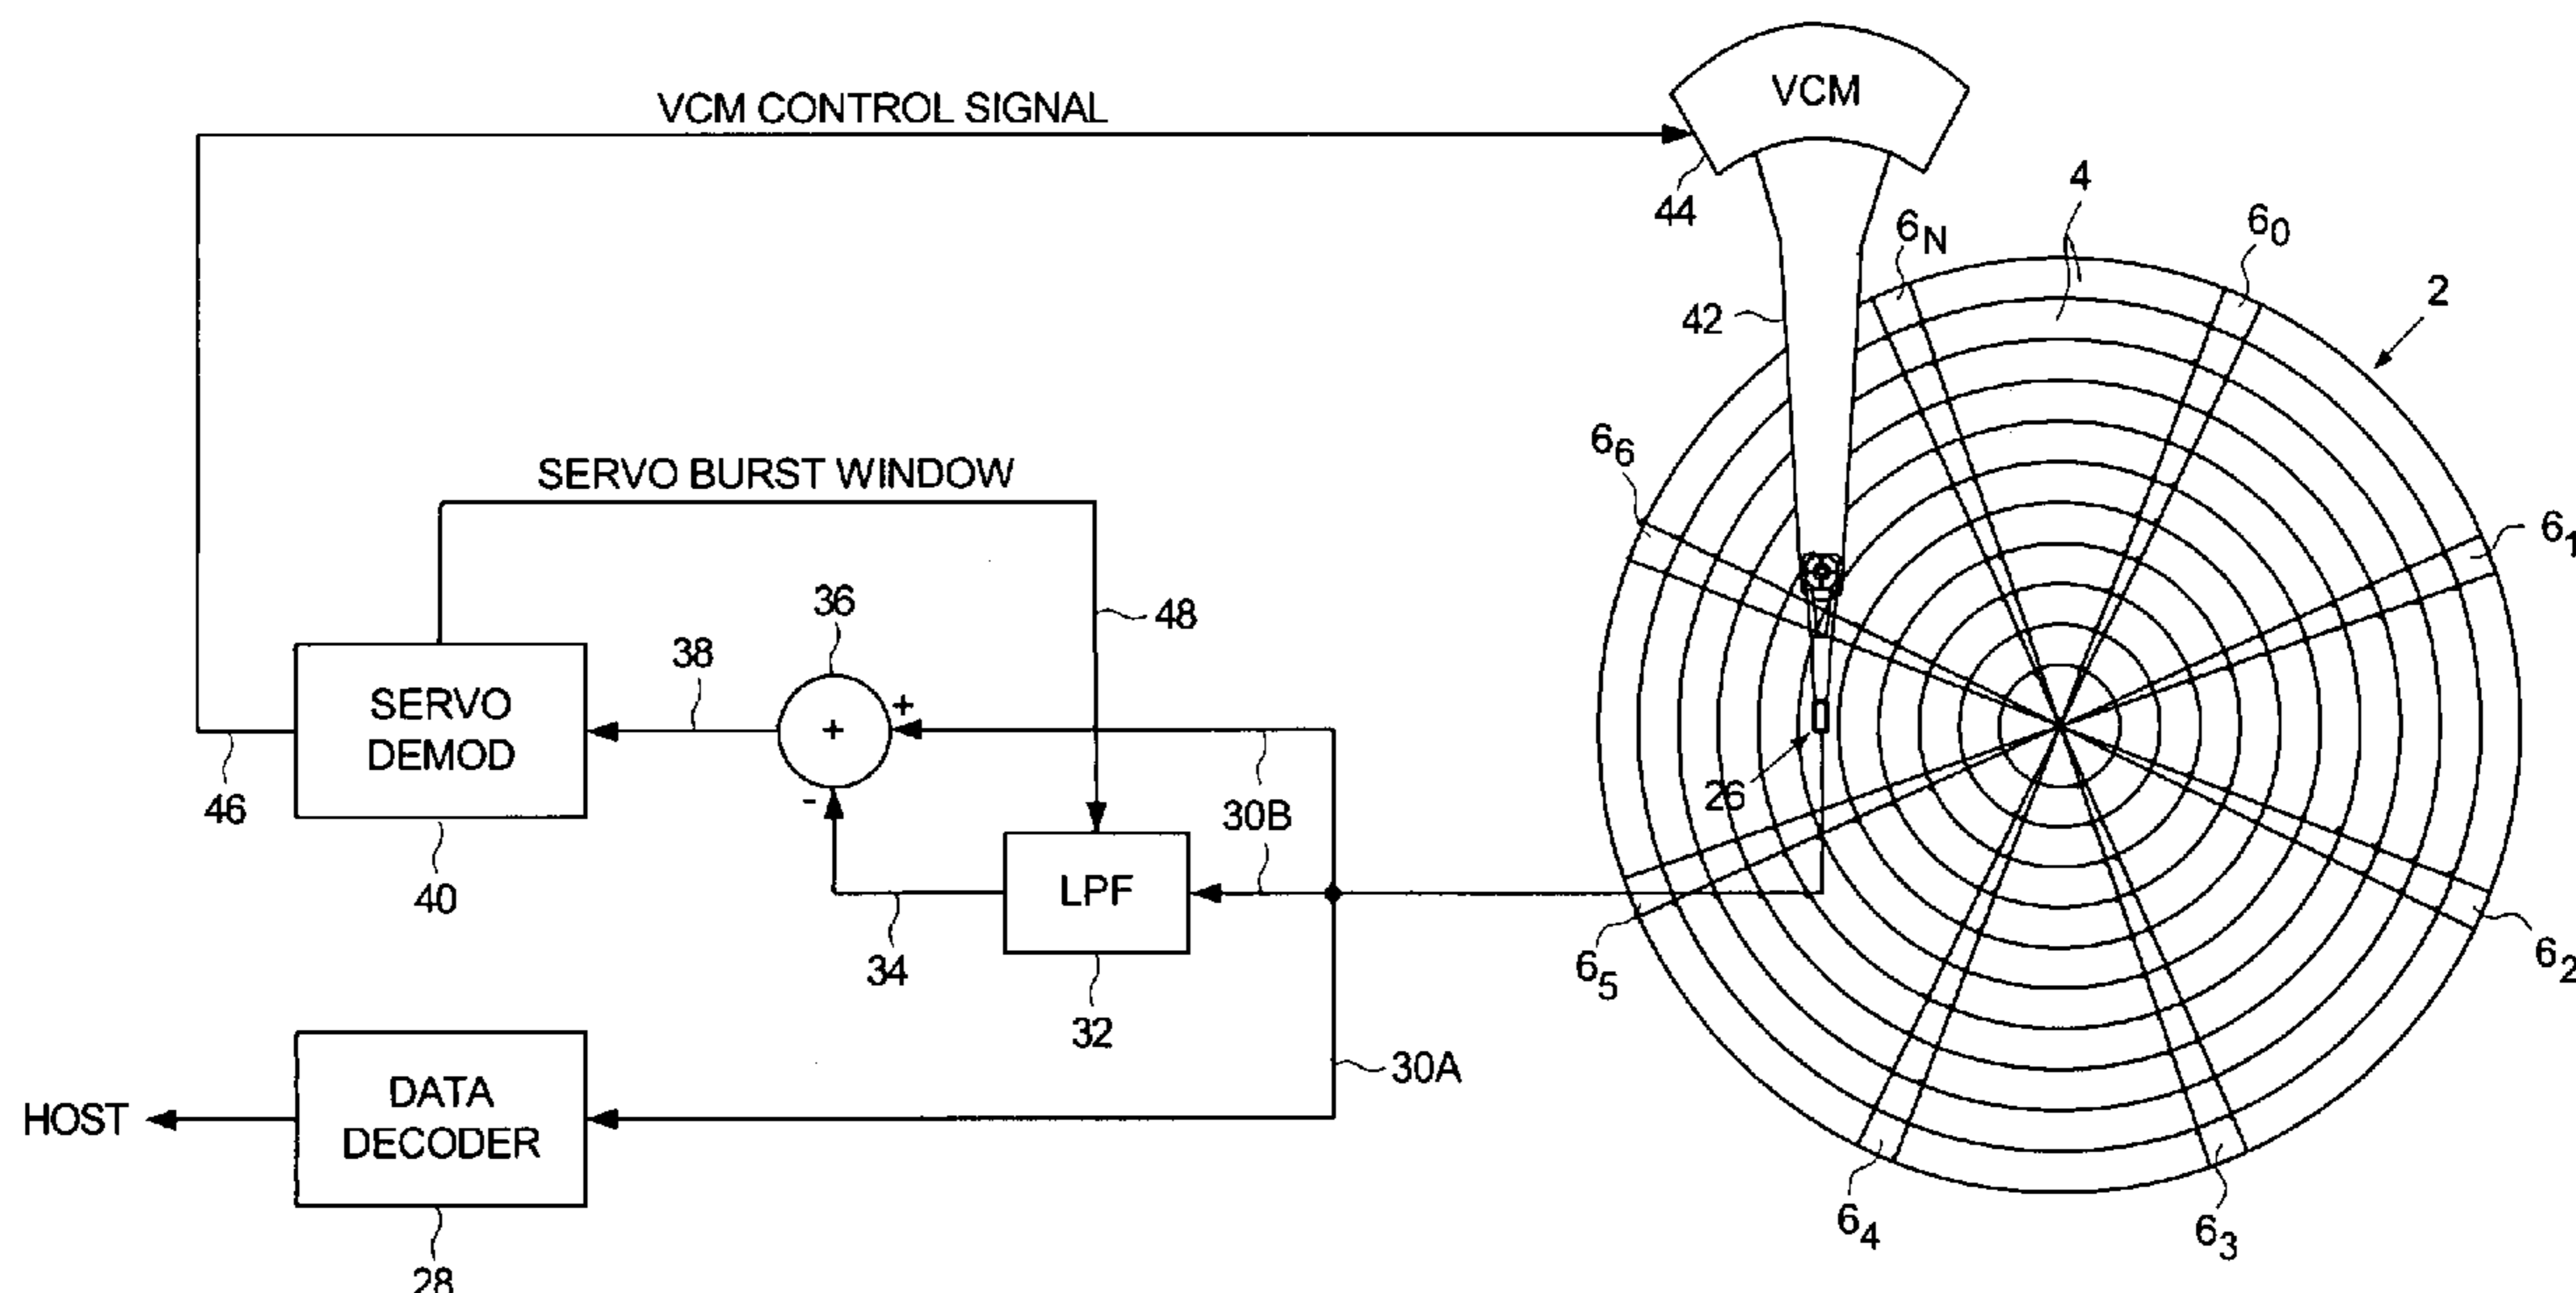 VCM
VCM CONTROL SIGNAL
44
4
6N
60
2
42
66
SERVO BURST WINDOW
61
36
48
38
+
SERVO
DEMOD
+
26
46
-
30B
40
LPF
34
65
62
32
DATA
DECODER
30A
HOST
64
63
28